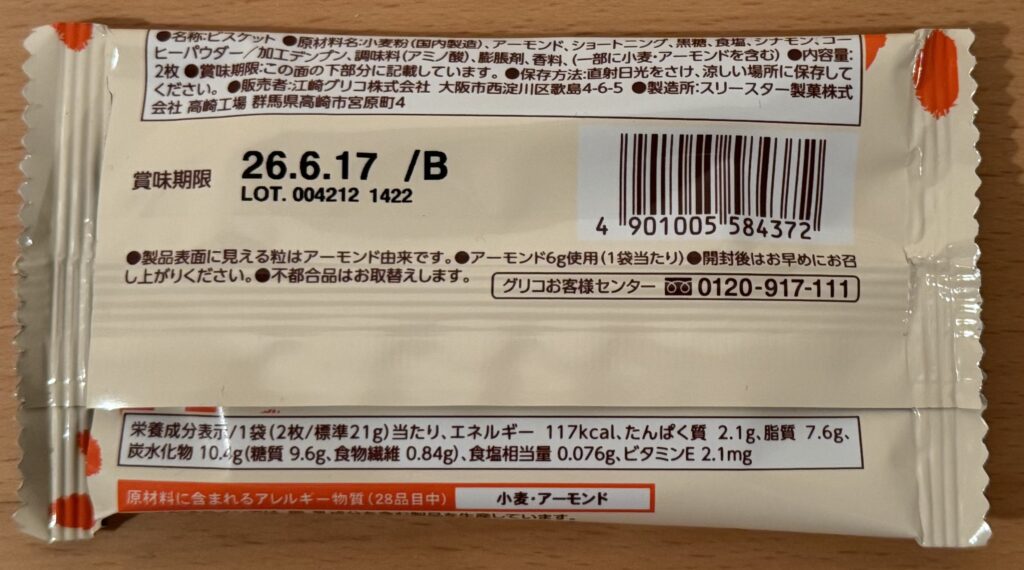 ●名称:ビスケット ●原材料名:小麦粉(国内製造)、アーモンド、ショートニング、黒糖、食塩、シナモン、コー
ヒーパウダー/加工デンプン、調味料(アミノ酸)、膨脹剤、香料、(一部に小麦・アーモンドを含む) ●内容量:
2枚 ●賞味期限:この面の下部分に記載しています。●保存方法:直射日光をさけ、涼しい場所に保存して
ください。●販売者:江崎グリコ株式会社 大阪市西淀川区歌島4-6-5 ●製造所:スリースター製菓株式
会社 高崎工場 群馬県高崎市宮原町4
賞味期限 26.6.17 /B
LOT. 004212 1422
4 901005 584372
●製品表面に見える粒はアーモンド由来です。●アーモンド6g使用(1袋当たり)●開封後はお早めにお召
し上がりください。●不都合品はお取替えします。
グリコお客様センター 0120-917-111
栄養成分表示/1袋(2枚/標準21g)当たり、エネルギー 117kcal、たんぱく質 2.1g、脂質 7.6g、
炭水化物 10.4g(糖質 9.6g、食物繊維 0.84g)、食塩相当量 0.076g、ビタミンE 2.1mg
原材料に含まれるアレルギー物質(28品目中) 小麦・アーモンド
を含む製品を生産しています。